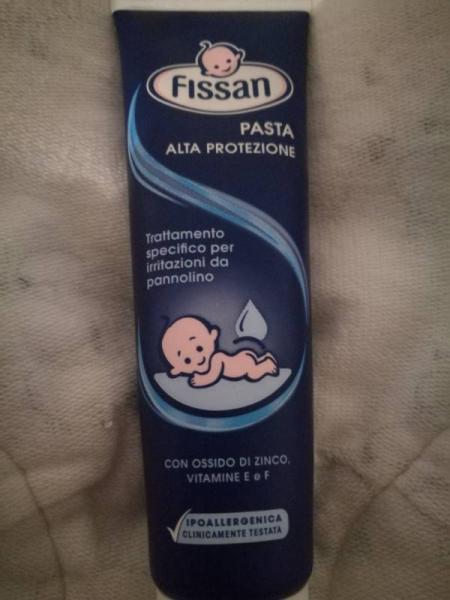 Fissan
PASTA
ALTA PROTEZIONE
Trattamento
specifico per
irritazioni da
pannolino
CON OSSIDO DI ZINCO,
VITAMINE E e F
IPOALLERGENICA
CLINICAMENTE TESTATA